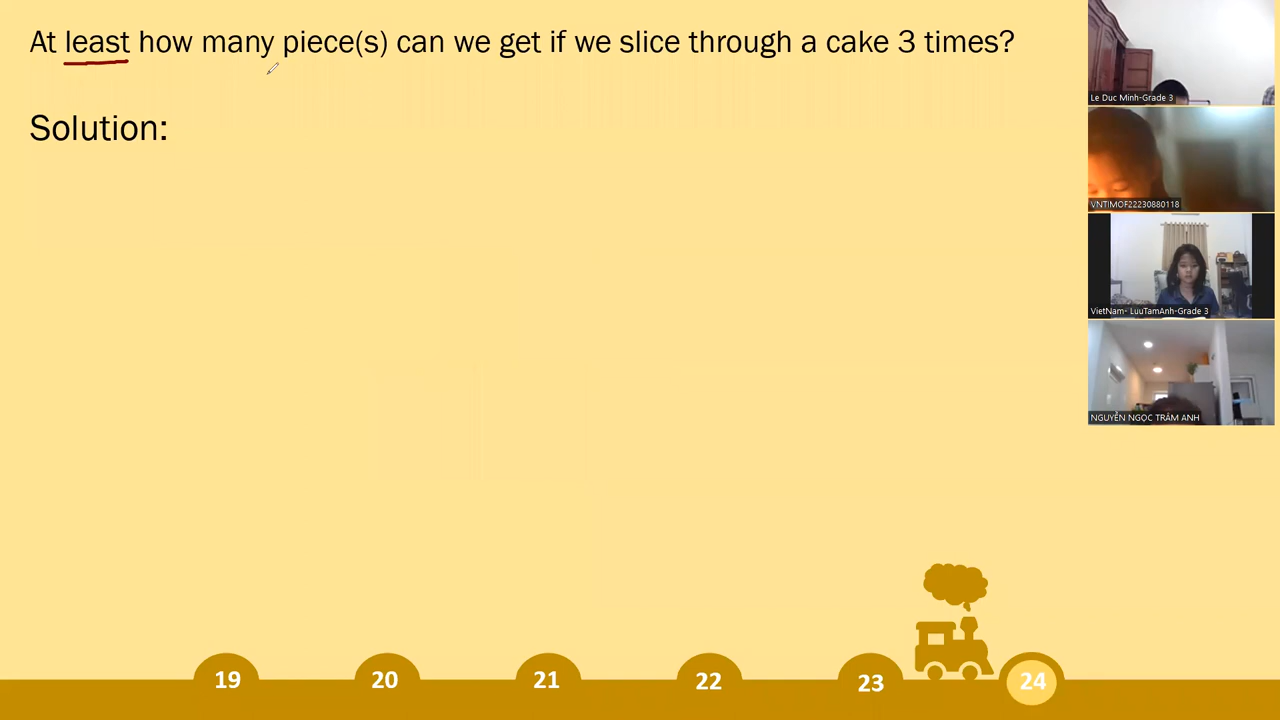 At least how many piece(s) can we get if we slice through a cake 3 times?
Solution:
Le Duc Minh-Grade 3
VNTIMOF22230880118
VietNam- LuuTamAnh-Grade 3
NGUYỄN NGỌC TRÂM ANH
19 20 21 22 23 24